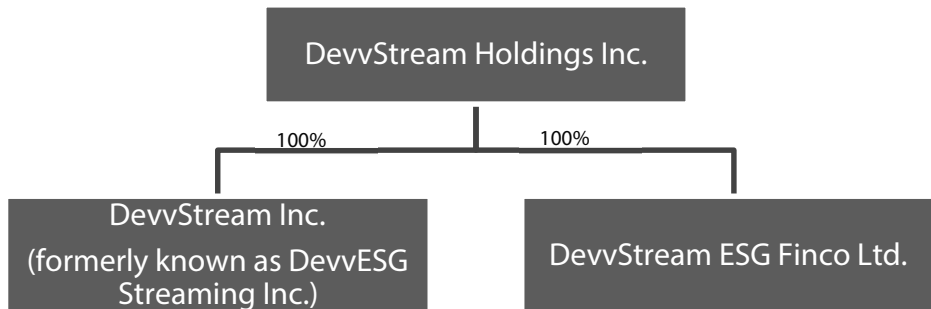 DevvStream Holdings Inc.
100%
100%
DevvStream Inc.
(formerly known as DevvESG
Streaming Inc.)
DevvStream ESG Finco Ltd.